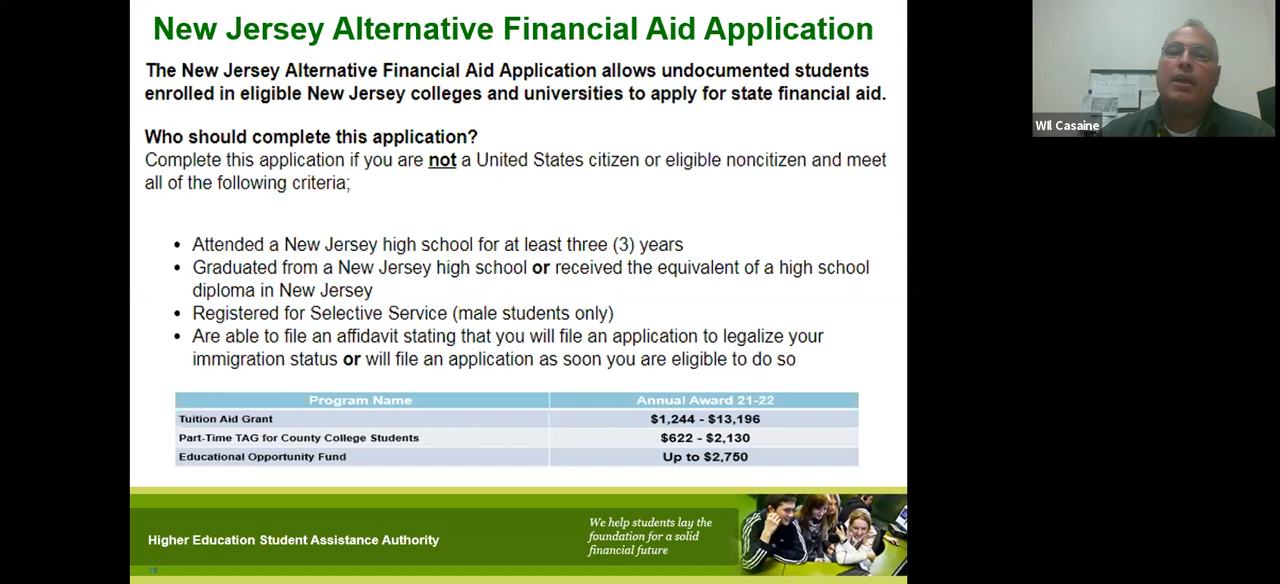 New Jersey Alternative Financial Aid Application
The New Jersey Alternative Financial Aid Application allows undocumented students
enrolled in eligible New Jersey colleges and universities to apply for state financial aid.
Who should complete this application?
Complete this application if you are not a United States citizen or eligible noncitizen and meet
all of the following criteria;
• Attended a New Jersey high school for at least three (3) years
• Graduated from a New Jersey high school or received the equivalent of a high school
diploma in New Jersey
• Registered for Selective Service (male students only)
• Are able to file an affidavit stating that you will file an application to legalize your
immigration status or will file an application as soon you are eligible to do so
Program Name Annual Award 21-22
Tuition Aid Grant $1,244 - $13,196
Part-Time TAG for County College Students $622 - $2,130
Educational Opportunity Fund Up to $2,750
Higher Education Student Assistance Authority
We help students lay the
foundation for a solid
financial future
18
Wll Casaine